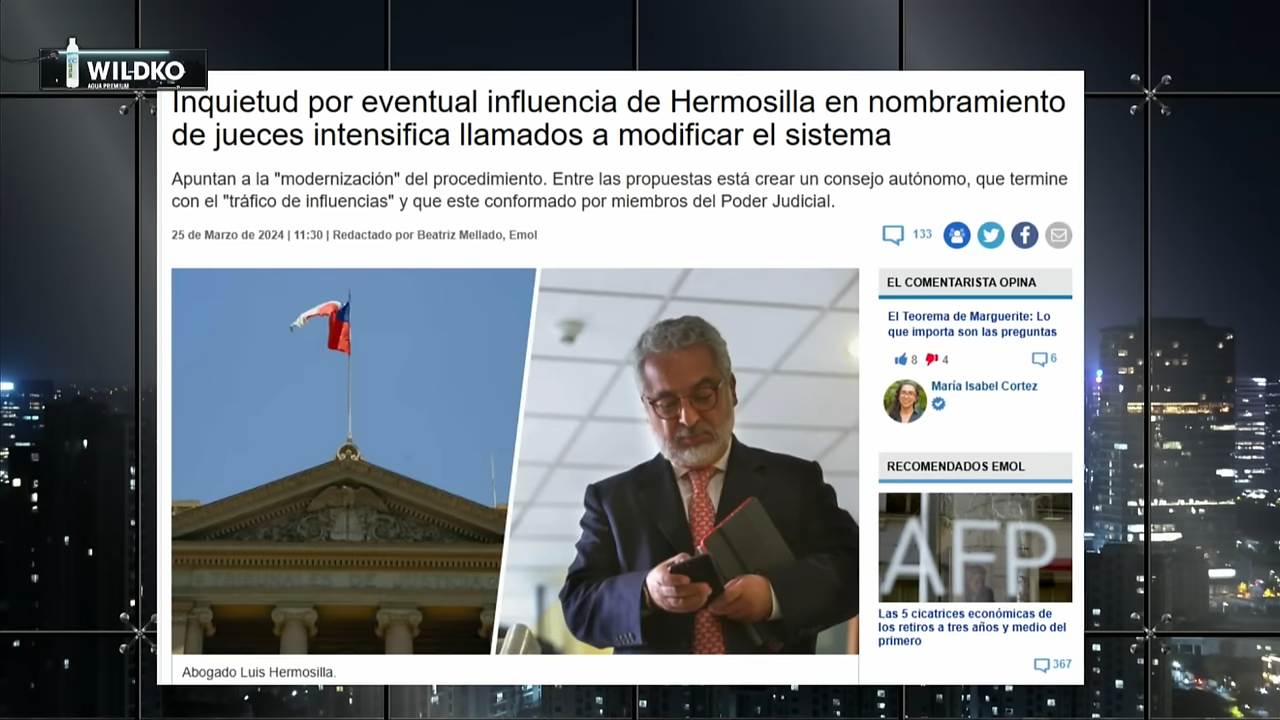 WILDKO
AGUA PREMIUM
Inquietud por eventual influencia de Hermosilla en nombramiento
de jueces intensifica llamados a modificar el sistema
Apuntan a la "modernización" del procedimiento. Entre las propuestas está crear un consejo autónomo, que termine
con el "tráfico de influencias" y que este conformado por miembros del Poder Judicial.
25 de Marzo de 2024 | 11:30 | Redactado por Beatriz Mellado, Emol
133
EL COMENTARISTA OPINA
El Teorema de Marguerite: Lo
que importa son las preguntas
8 4 6
María Isabel Cortez
RECOMENDADOS EMOL
AFP
Las 5 cicatrices económicas de
los retiros a tres años y medio del
primero
367
Abogado Luis Hermosilla.